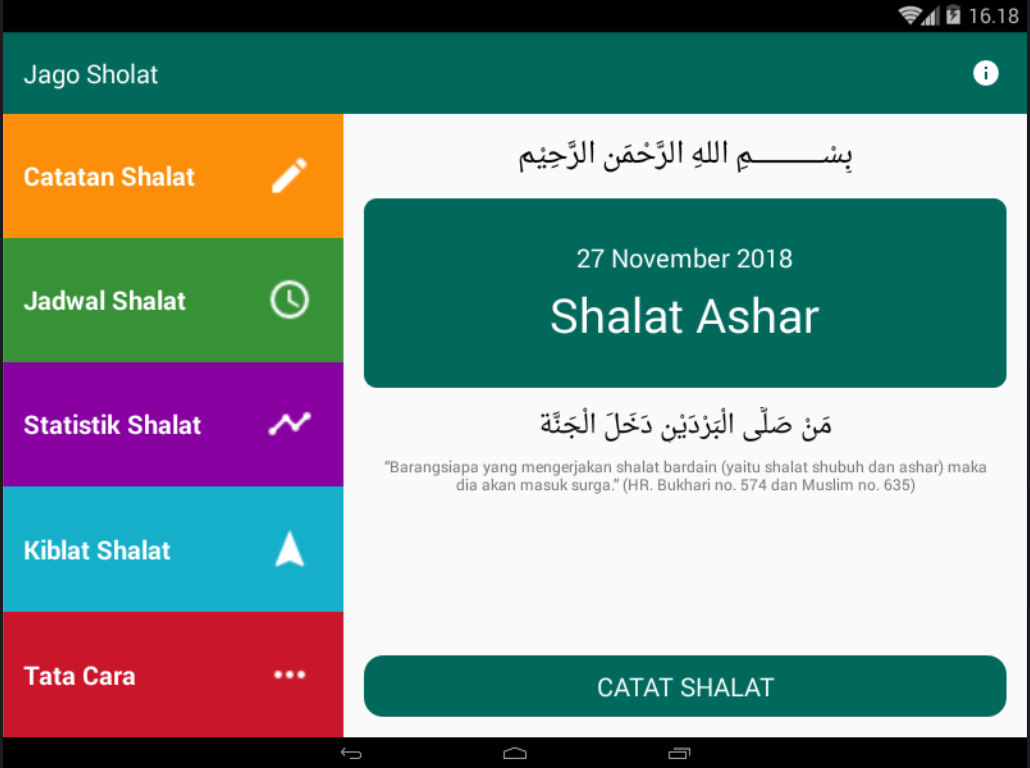 16.18
Jago Sholat
Catatan Shalat
Jadwal Shalat
Statistik Shalat
Kiblat Shalat
Tata Cara
بِسْــــــــمِ اللهِ الرَّحْمَنِ الرَّحِيْمِ
27 November 2018
Shalat Ashar
مَنْ صَلَّى الْبَرْدَيْنِ دَخَلَ الْجَنَّةَ
“Barangsiapa yang mengerjakan shalat bardain (yaitu shalat shubuh dan ashar) maka
dia akan masuk surga.” (HR. Bukhari no. 574 dan Muslim no. 635)
CATAT SHALAT